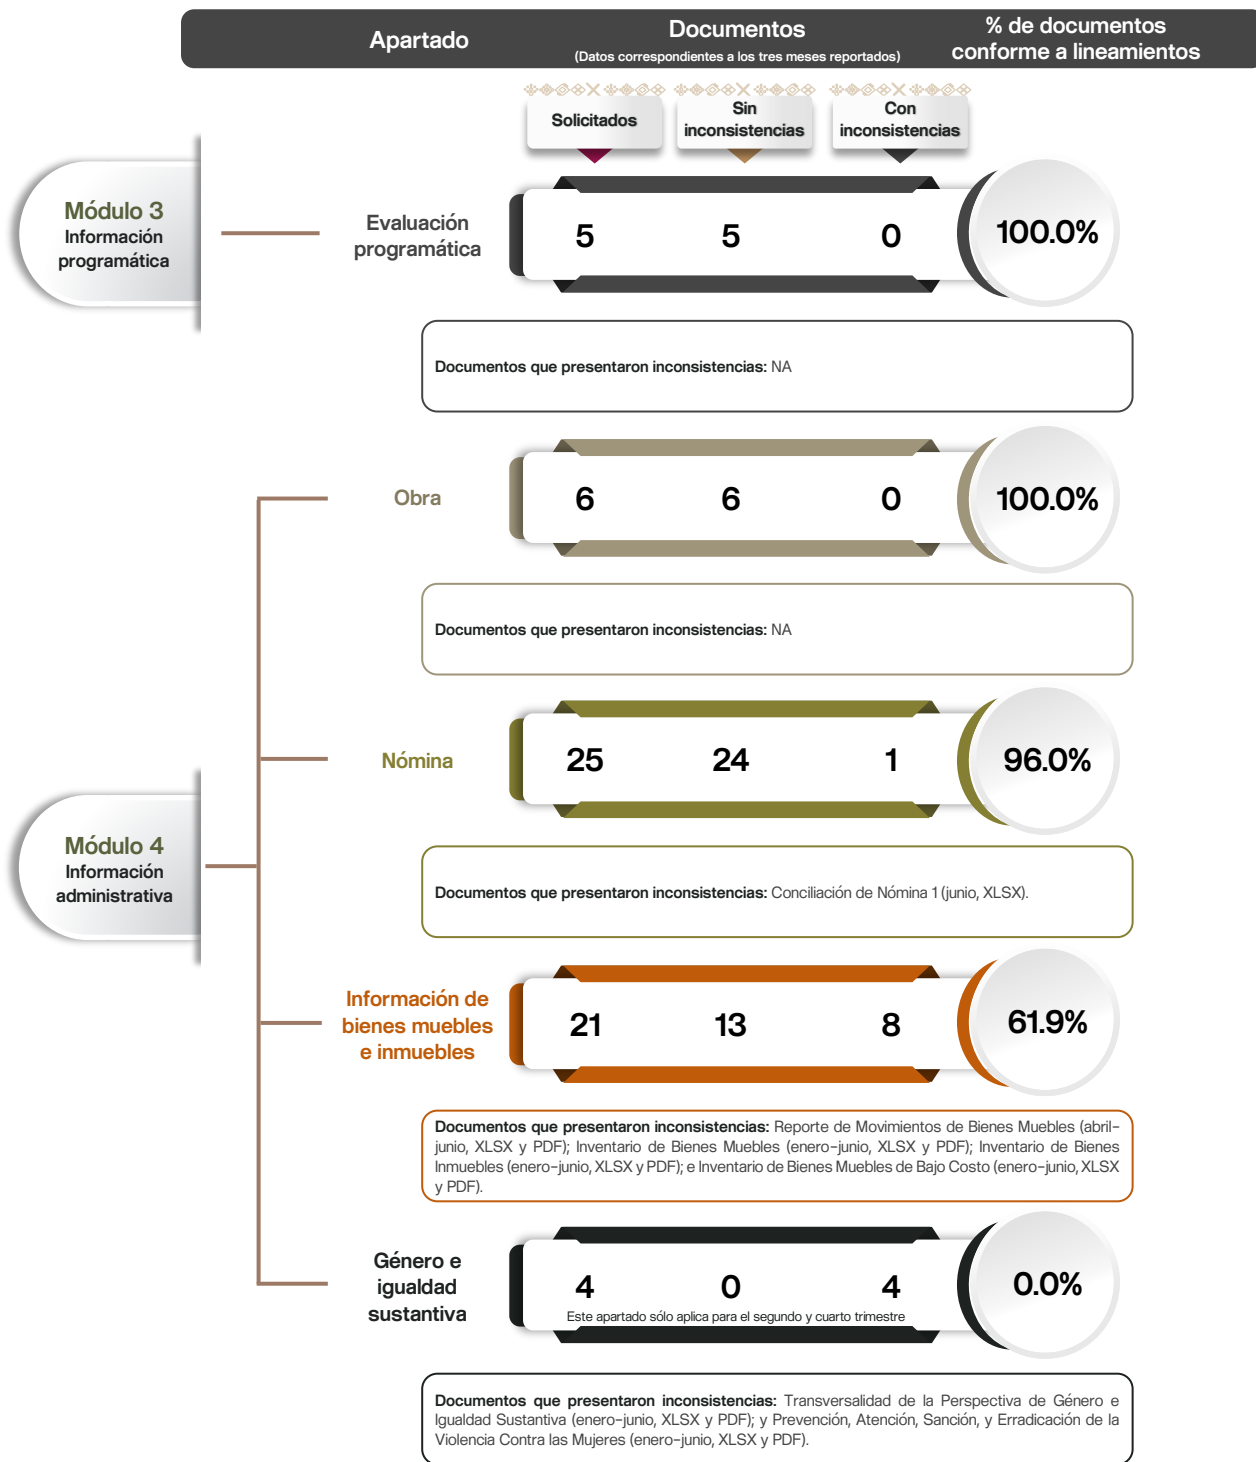 Apartado
Documentos
(Datos correspondientes a los tres meses reportados)
% de documentos
conforme a lineamientos
Solicitados
Sin
inconsistencias
Con
inconsistencias
Módulo 3
Información
programática
Evaluación
programática
5 5 0 100.0%
Documentos que presentaron inconsistencias: NA
Obra
6 6 0 100.0%
Documentos que presentaron inconsistencias: NA
Nómina
25 24 1 96.0%
Módulo 4
Información
administrativa
Documentos que presentaron inconsistencias: Conciliación de Nómina 1 (junio, XLSX).
Información de
bienes muebles
e inmuebles
21 13 8 61.9%
Documentos que presentaron inconsistencias: Reporte de Movimientos de Bienes Muebles (abril-
junio, XLSX y PDF); Inventario de Bienes Muebles (enero-junio, XLSX y PDF); Inventario de Bienes
Inmuebles (enero-junio, XLSX y PDF); e Inventario de Bienes Muebles de Bajo Costo (enero-junio, XLSX
y PDF).
Género e
igualdad
sustantiva
4 0 4 0.0%
Este apartado sólo aplica para el segundo y cuarto trimestre
Documentos que presentaron inconsistencias: Transversalidad de la Perspectiva de Género e
Igualdad Sustantiva (enero-junio, XLSX y PDF); y Prevención, Atención, Sanción, y Erradicación de la
Violencia Contra las Mujeres (enero-junio, XLSX y PDF).